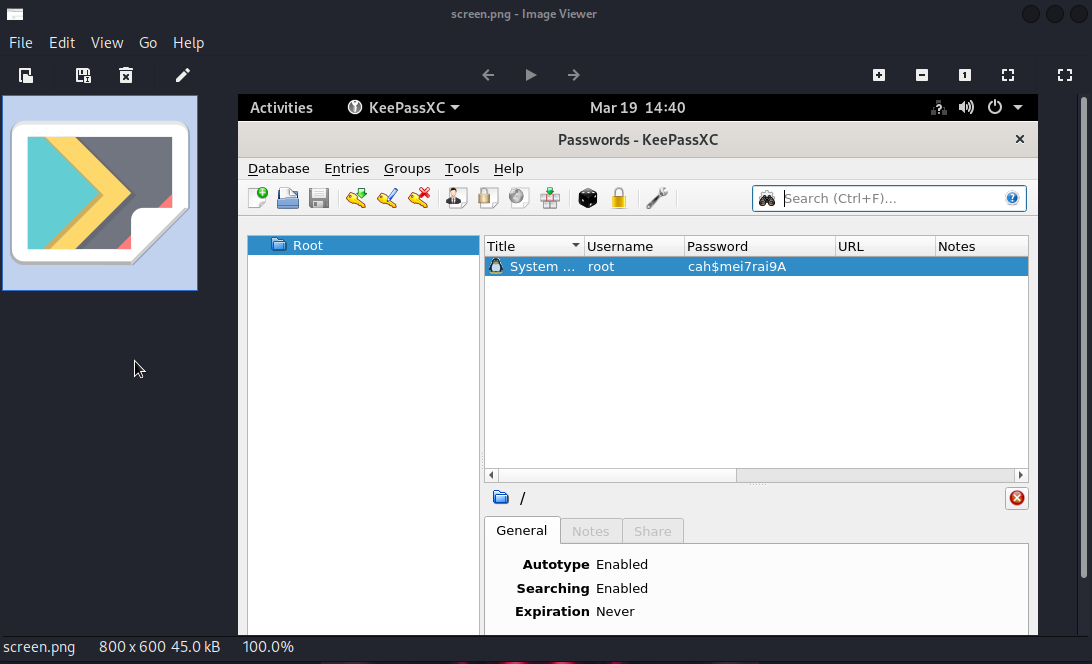 screen.png - Image Viewer
File Edit View Go Help
Activities KeePassXC Mar 19 14:40
Passwords - KeePassXC
Database Entries Groups Tools Help
Search (Ctrl+F)...
Root
Title Username Password URL Notes
System ... root cah$mei7rai9A
/
General Notes Share
Autotype Enabled
Searching Enabled
Expiration Never
screen.png 800 x 600 45.0 kB 100.0%